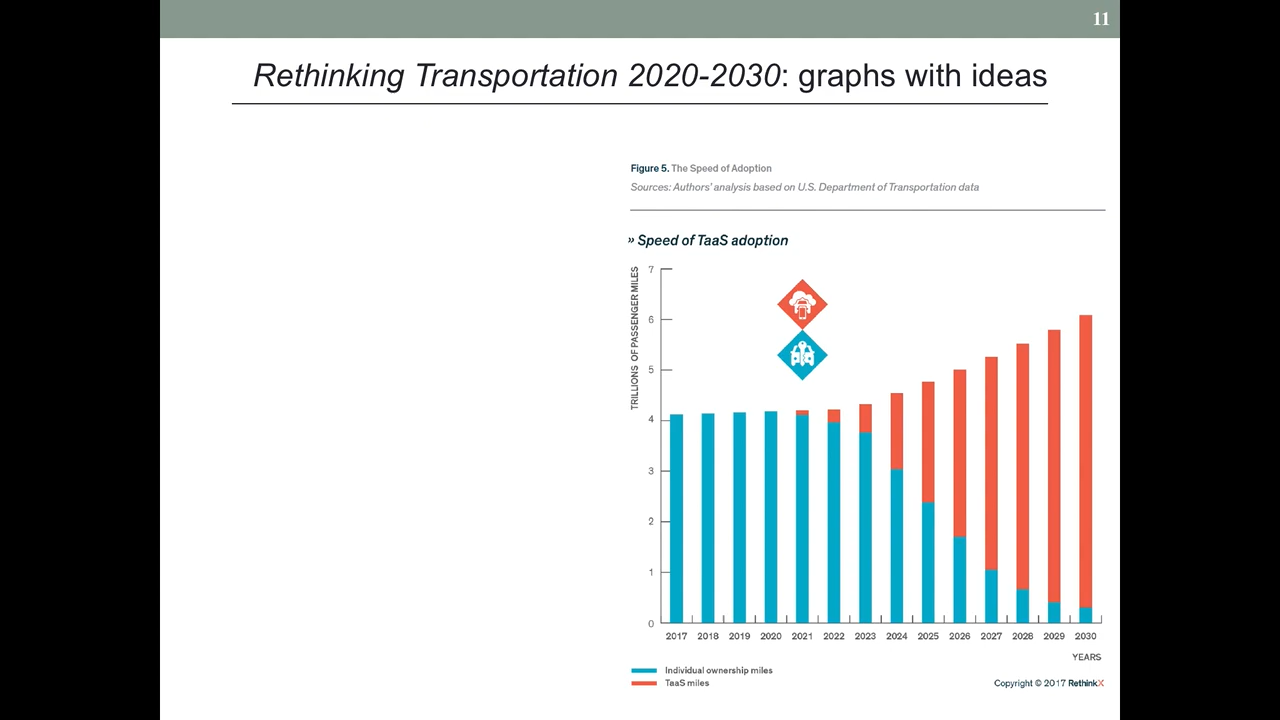 11
Rethinking Transportation 2020-2030: graphs with ideas
Figure 5. The Speed of Adoption
Sources: Authors' analysis based on U.S. Department of Transportation data
» Speed of TaaS adoption
TRILLIONS OF PASSENGER MILES
7
6
5
4
3
2
1
0
2017 2018 2019 2020 2021 2022 2023 2024 2025 2026 2027 2028 2029 2030
YEARS
Individual ownership miles
TaaS miles
Copyright © 2017 RethinkX